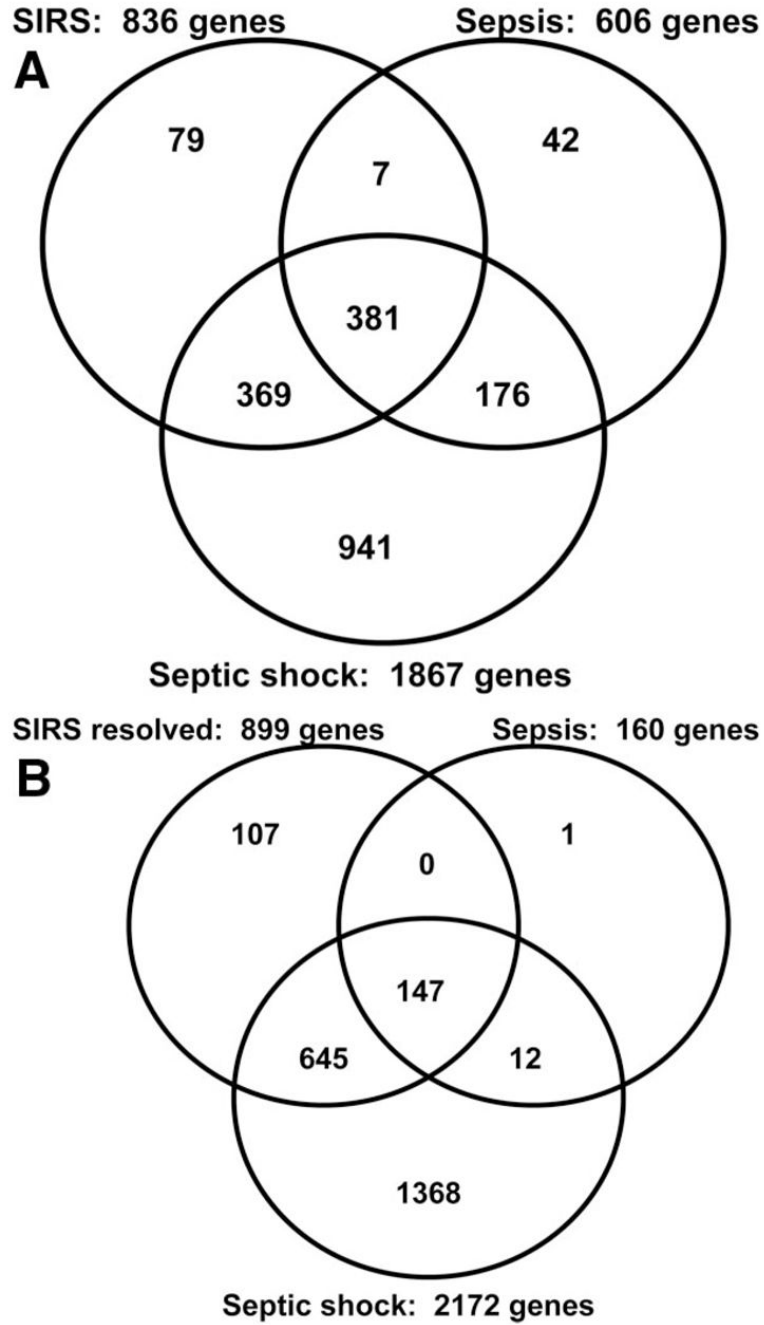 SIRS: 836 genes Sepsis: 606 genes
A
79 42
7
381
369 176
941
Septic shock: 1867 genes
SIRS resolved: 899 genes Sepsis: 160 genes
B
107 1
0
147
645 12
1368
Septic shock: 2172 genes